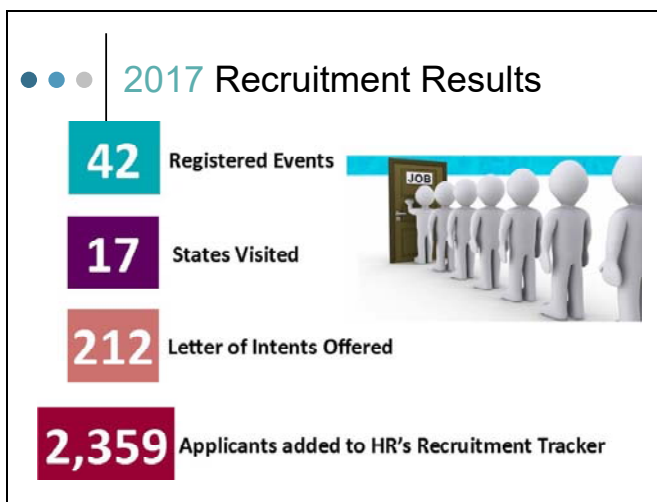 2017 Recruitment Results
42 Registered Events
JOB
17 States Visited
212 Letter of Intents Offered
2,359 Applicants added to HR's Recruitment Tracker